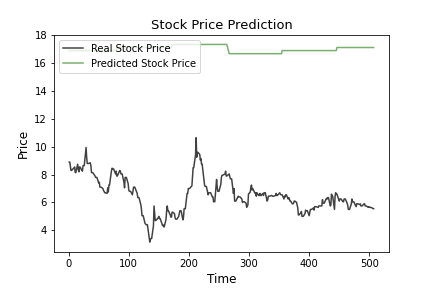 Stock Price Prediction
Real Stock Price
Predicted Stock Price
Price
18
16
14
12
10
8
6
4
0 100 200 300 400 500
Time